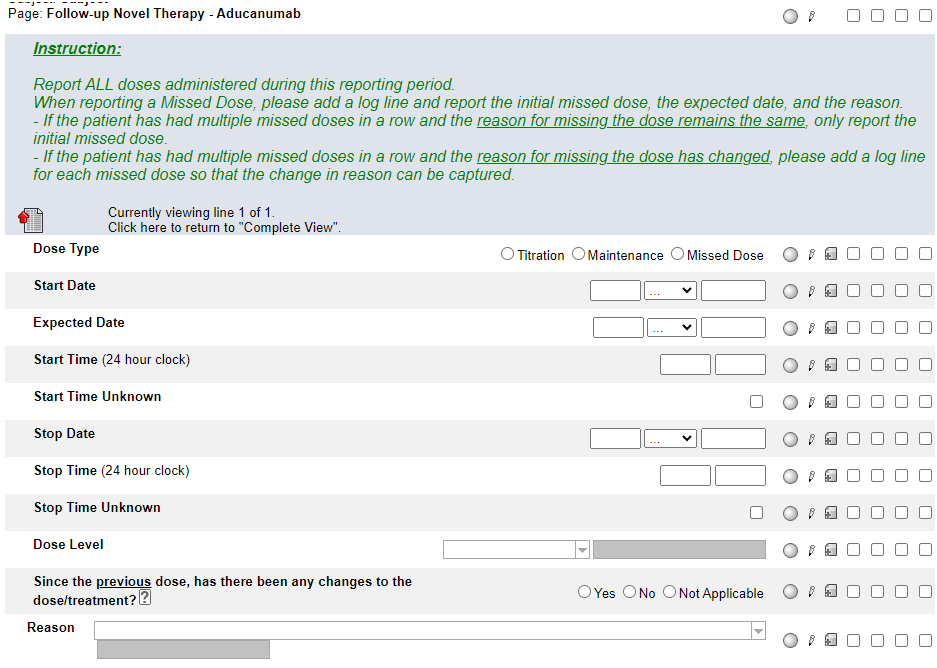 Page: Follow-up Novel Therapy - Aducanumab
Instruction:
Report ALL doses administered during this reporting period.
When reporting a Missed Dose, please add a log line and report the initial missed dose, the expected date, and the reason.
- If the patient has had multiple missed doses in a row and the reason for missing the dose remains the same, only report the
initial missed dose.
- If the patient has had multiple missed doses in a row and the reason for missing the dose has changed, please add a log line
for each missed dose so that the change in reason can be captured.
Currently viewing line 1 of 1.
Click here to return to "Complete View".
Dose Type Titration Maintenance Missed Dose
Start Date ...
Expected Date ...
Start Time (24 hour clock)
Start Time Unknown
Stop Date ...
Stop Time (24 hour clock)
Stop Time Unknown
Dose Level
Since the previous dose, has there been any changes to the
dose/treatment? ? Yes No Not Applicable
Reason